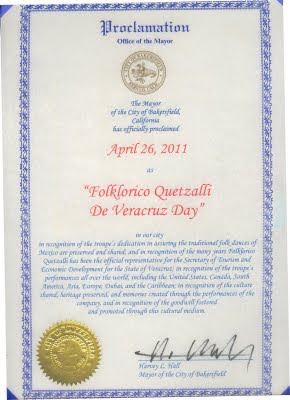 Proclamation
Office of the Mayor
The Mayor
of the City of Bakersfield,
California
has officially proclaimed
April 26, 2011
as
"Folklorico Quetzalli
De Veracruz Day"
in our city
in recognition of the troupe's dedication in assuring the traditional folk dances of
Mexico are preserved and shared, and in recognition of the many years Folklorico
Quetzalli has been the official representative for the Secretary of Tourism and
Economic Development for the State of Veracruz; in recognition of the troupe's
performances all over the world, including the United States, Canada, South
America, Asia, Europe, Dubai, and the Caribbean; in recognition of the culture
shared, heritage preserved, and memories created through the performances of the
company, and in recognition of the goodwill fostered
and promoted through this cultural medium.
Harvey L. Hall
Mayor of the City of Bakersfield